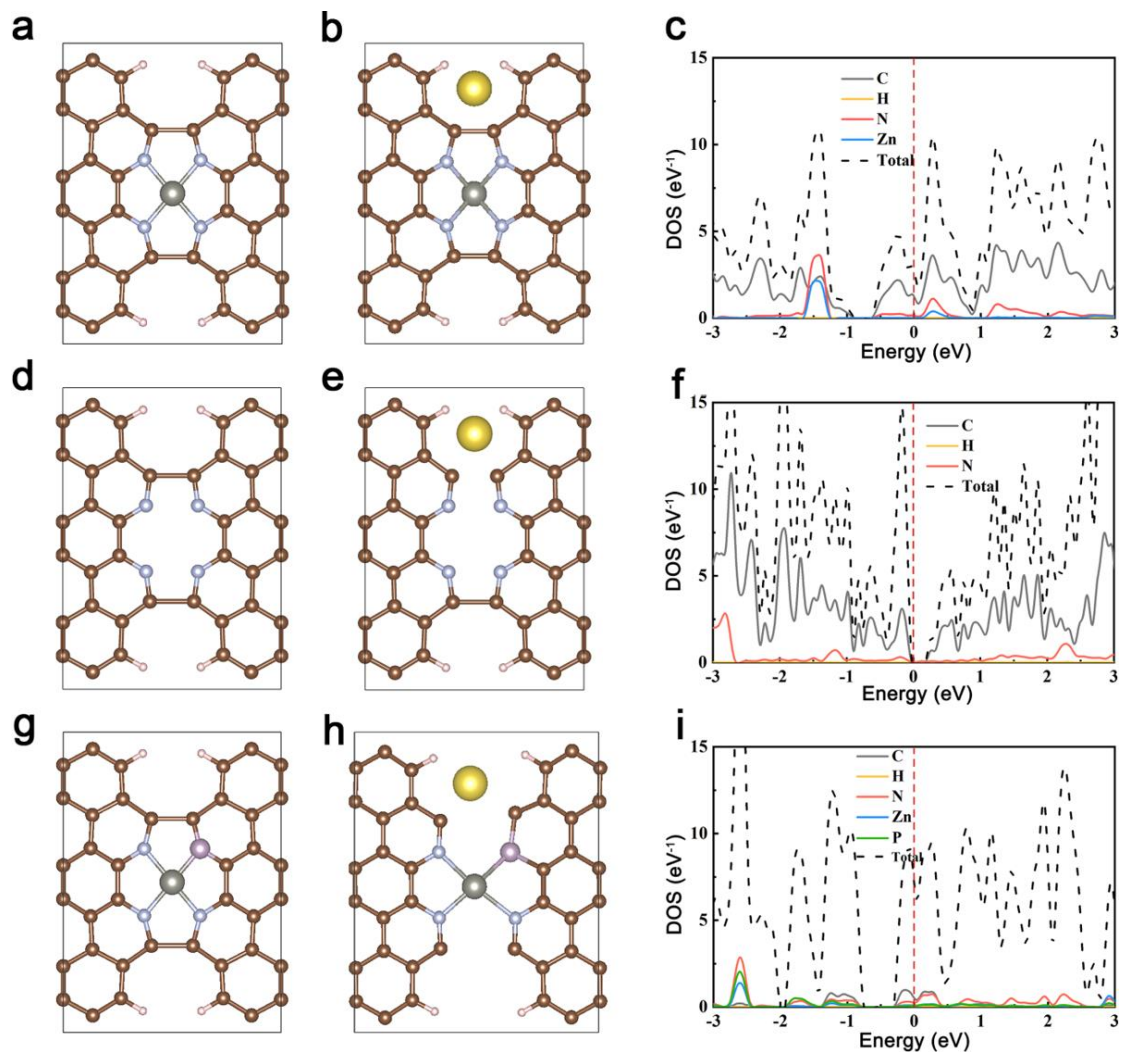 a
b
c
15
10
5
0
DOS (eV⁻¹)
C
H
N
Zn
Total
-3
-2
-1
0
1
2
3
Energy (eV)
d
e
f
15
10
5
0
DOS (eV⁻¹)
C
H
N
Total
-3
-2
-1
0
1
2
3
Energy (eV)
g
h
i
15
10
5
0
DOS (eV⁻¹)
C
H
N
Zn
P
Total
-3
-2
-1
0
1
2
3
Energy (eV)